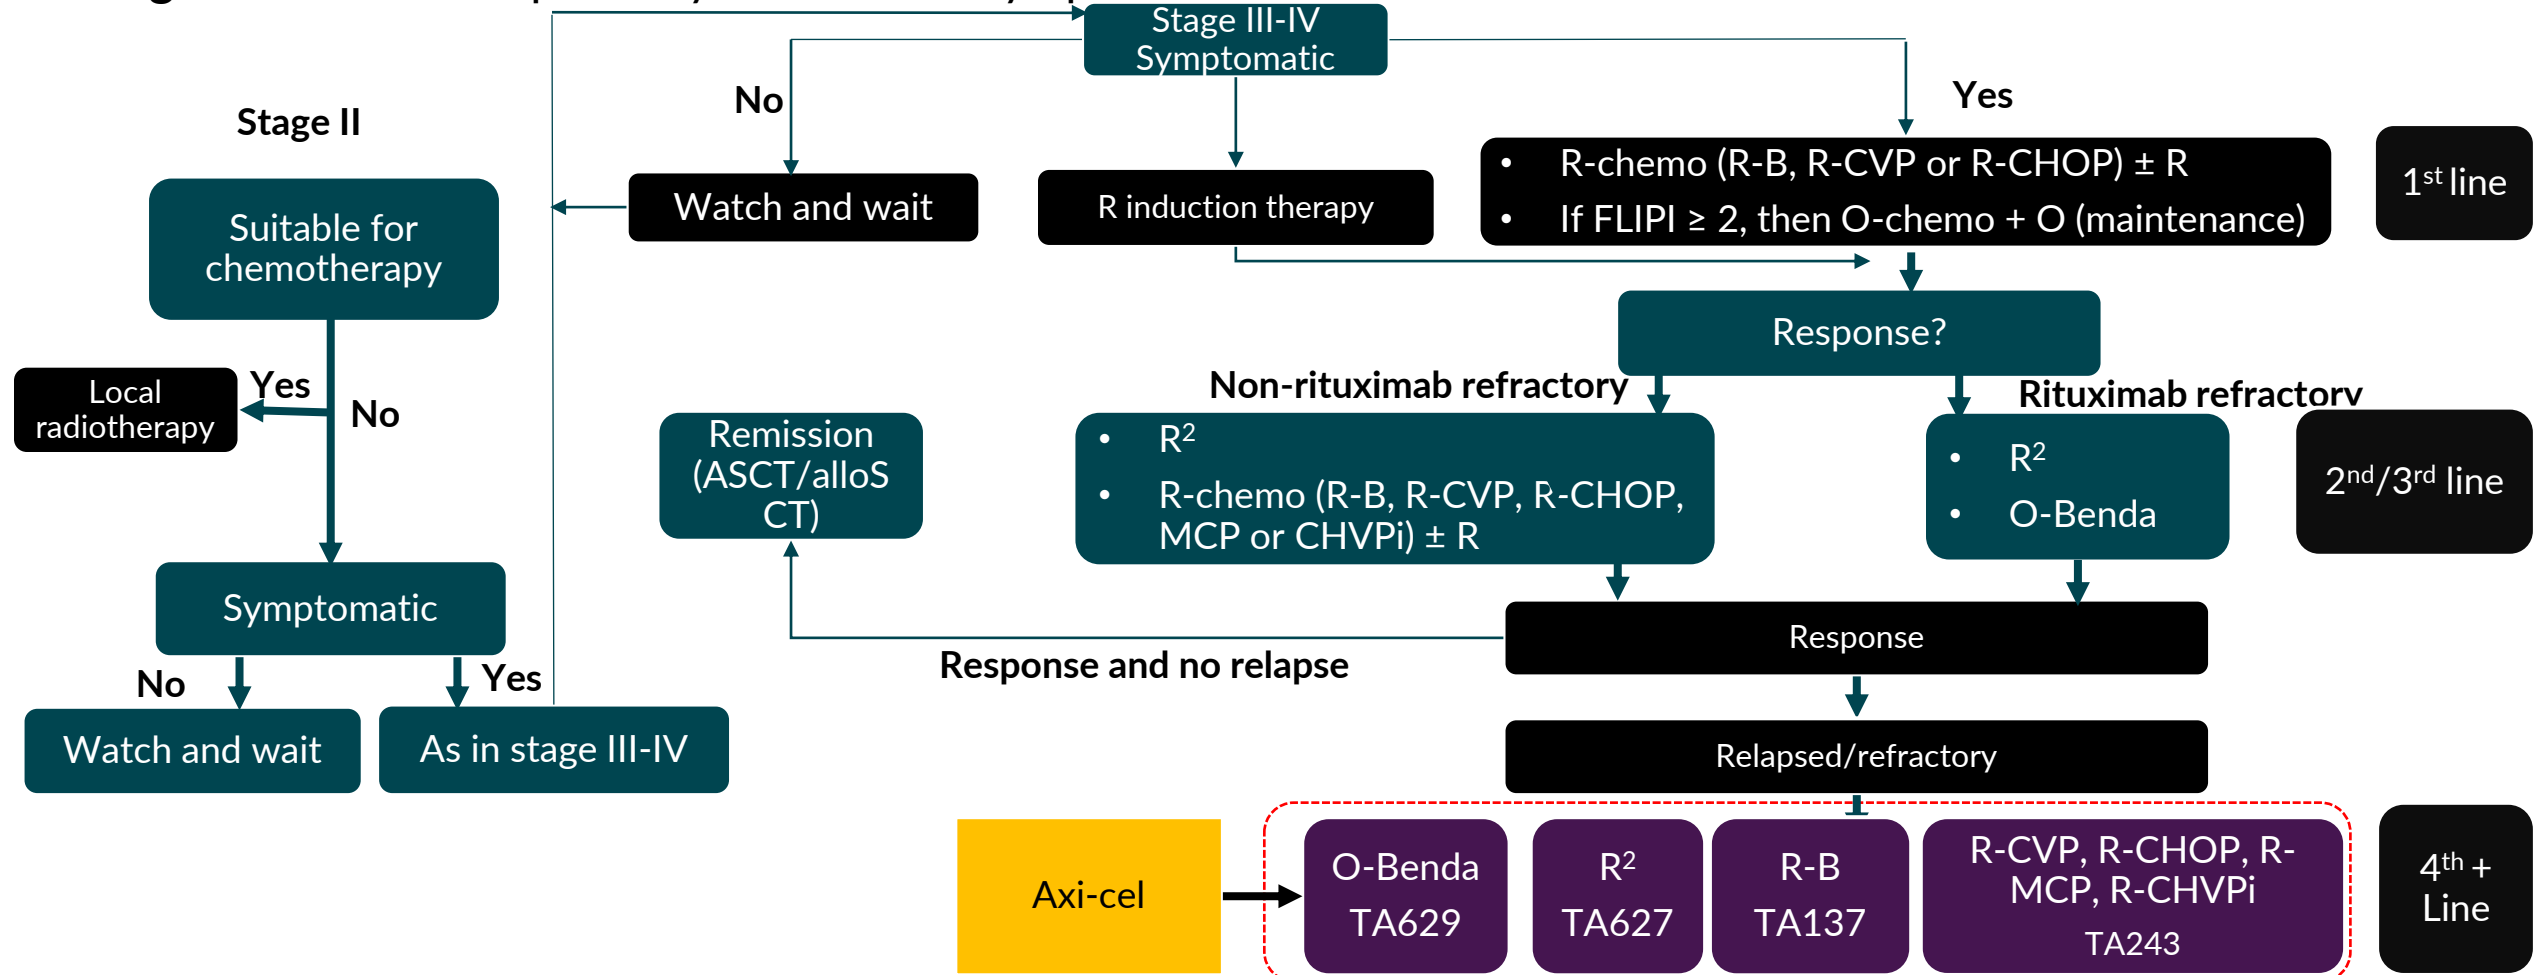 Stage III-IV
Symptomatic
No
Yes
Stage II
Suitable for
chemotherapy
Watch and wait
R induction therapy
• R-chemo (R-B, R-CVP or R-CHOP) ± R
• If FLIPI ≥ 2, then O-chemo + O (maintenance)
1st line
Response?
Local
radiotherapy
Yes
No
Non-rituximab refractory
Rituximab refractory
Remission
(ASCT/alloS
CT)
• R²
• R-chemo (R-B, R-CVP, R-CHOP,
MCP or CHVPi) ± R
• R²
• O-Benda
2nd/3rd line
Symptomatic
Response
Response and no relapse
No
Yes
Watch and wait
As in stage III-IV
Relapsed/refractory
Axi-cel
O-Benda
TA629
R²
TA627
R-B
TA137
R-CVP, R-CHOP, R-
MCP, R-CHVPi
TA243
4th +
Line